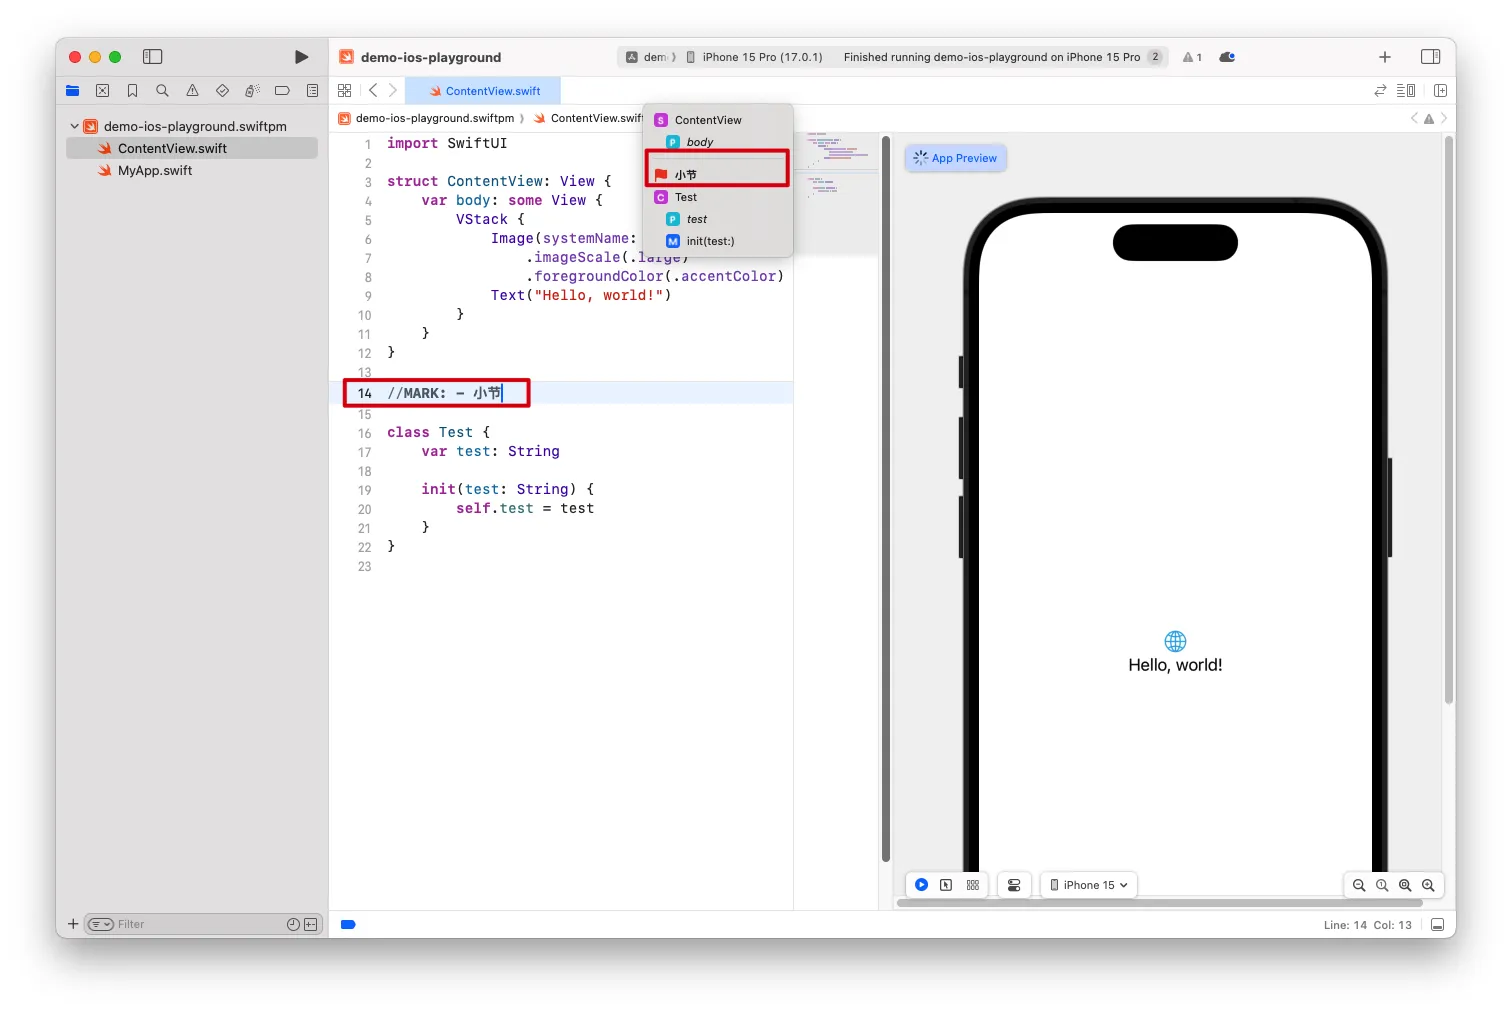 demo-ios-playground
dem
iPhone 15 Pro (17.0.1)
Finished running demo-ios-playground on iPhone 15 Pro
2
1
ContentView.swift
demo-ios-playground.swiftpm
ContentView.swift
MyApp.swift
demo-ios-playground.swiftpm
ContentView.swif
S ContentView
P body
小节
C Test
P test
M init(test:)
1 import SwiftUI
2
3 struct ContentView: View {
4 var body: some View {
5 VStack {
6 Image(systemName:
7 .imageScale(.large)
8 .foregroundColor(.accentColor)
9 Text("Hello, world!")
10 }
11 }
12 }
13
14 //MARK: - 小节
15
16 class Test {
17 var test: String
18
19 init(test: String) {
20 self.test = test
21 }
22 }
23
App Preview
Hello, world!
iPhone 15
Filter
Line: 14 Col: 13